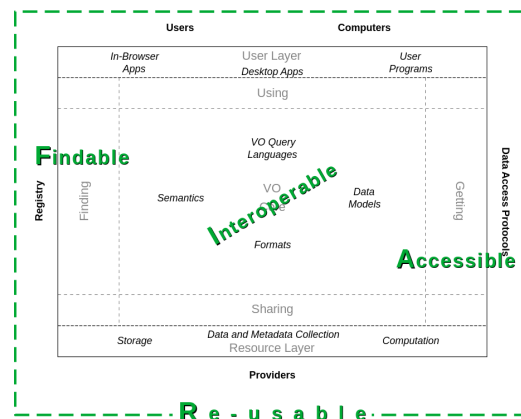 Users
Computers
In-Browser
Apps
User Layer
Desktop Apps
User
Programs
Using
Findable
VO Query
Languages
Registry
Finding
Semantics
VO
Core
Interoperable
Data
Models
Getting
Data Access Protocols
Formats
Accessible
Sharing
Storage
Data and Metadata Collection
Resource Layer
Computation
Providers
Re-usable